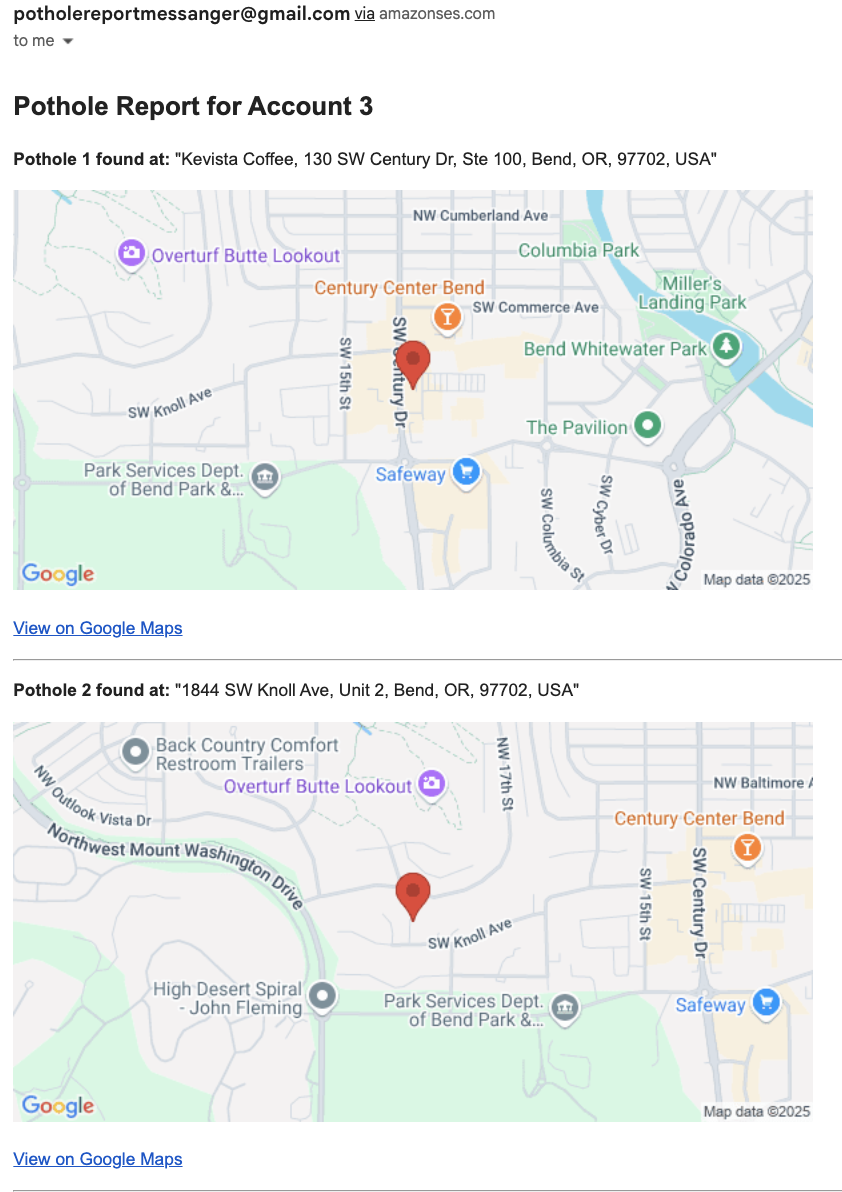 potholereportmessanger@gmail.com via amazonses.com
to me
Pothole Report for Account 3
Pothole 1 found at: "Kevista Coffee, 130 SW Century Dr, Ste 100, Bend, OR, 97702, USA"
NW Cumberland Ave
Overturf Butte Lookout
Columbia Park
Century Center Bend
Miller's
Landing Park
SW Commerce Ave
SW 15th St
SW Century Dr
Bend Whitewater Park
SW Knoll Ave
The Pavilion
Park Services Dept.
of Bend Park &...
Safeway
SW Columbia St
SW Cyber Dr
W Colorado Ave
Google
Map data ©2025
View on Google Maps
Pothole 2 found at: "1844 SW Knoll Ave, Unit 2, Bend, OR, 97702, USA"
Back Country Comfort
Restroom Trailers
NW 17th St
Overturf Butte Lookout
NW Baltimore A
NW Outlook Vista Dr
Century Center Bend
Northwest Mount Washington Drive
SW 15th St
SW Century Dr
SW Knoll Ave
High Desert Spiral
- John Fleming
Park Services Dept.
of Bend Park &...
Safeway
Google
Map data ©2025
View on Google Maps